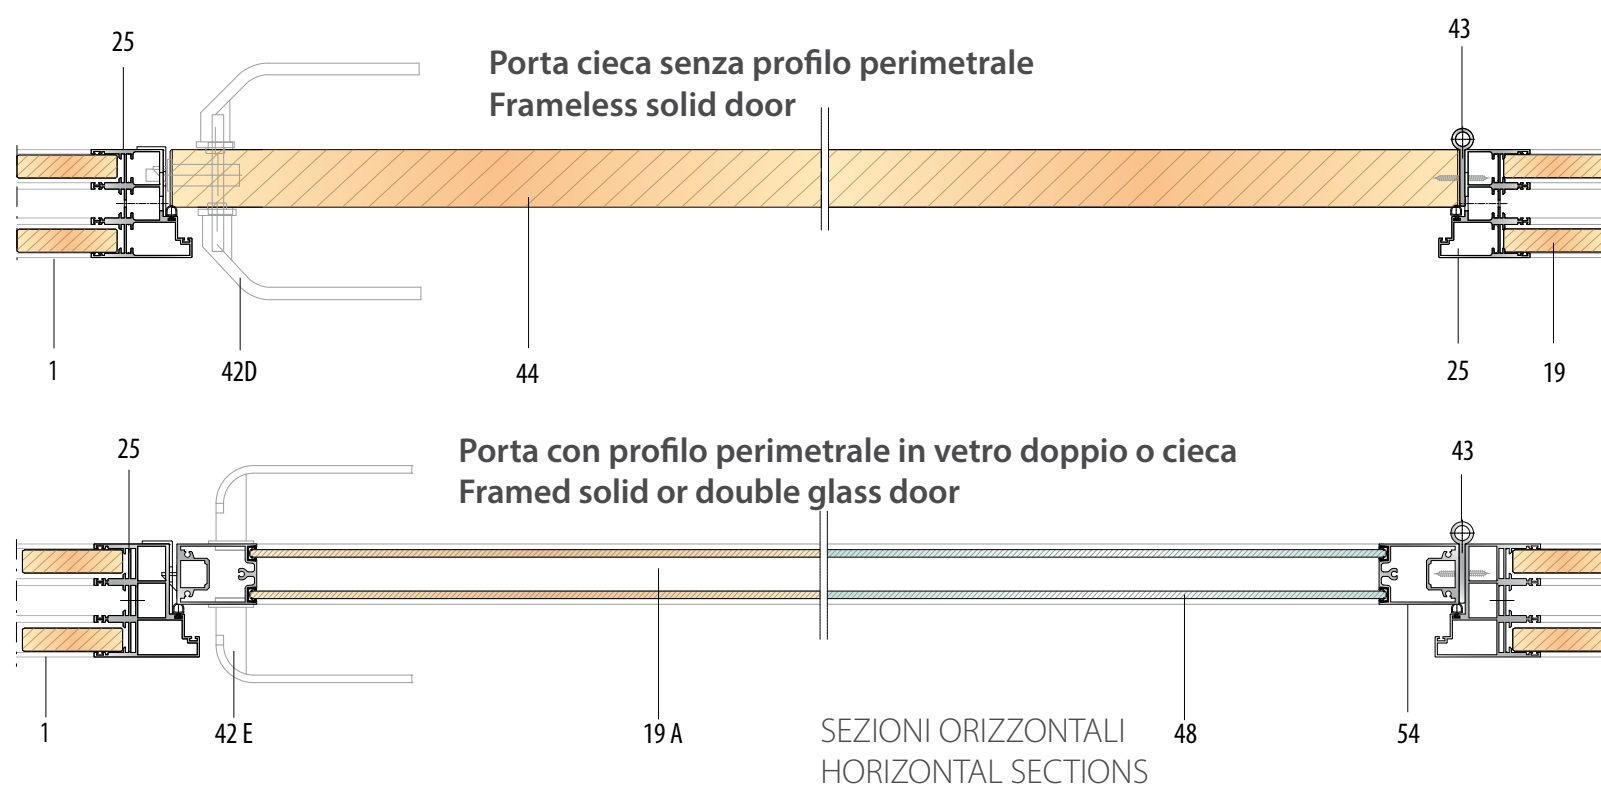 25
43
Porta cieca senza profilo perimetrale
Frameless solid door
1
42D
44
25
19
25
43
Porta con profilo perimetrale in vetro doppio o cieca
Framed solid or double glass door
1
42 E
19 A
48
54
SEZIONI ORIZZONTALI
HORIZONTAL SECTIONS